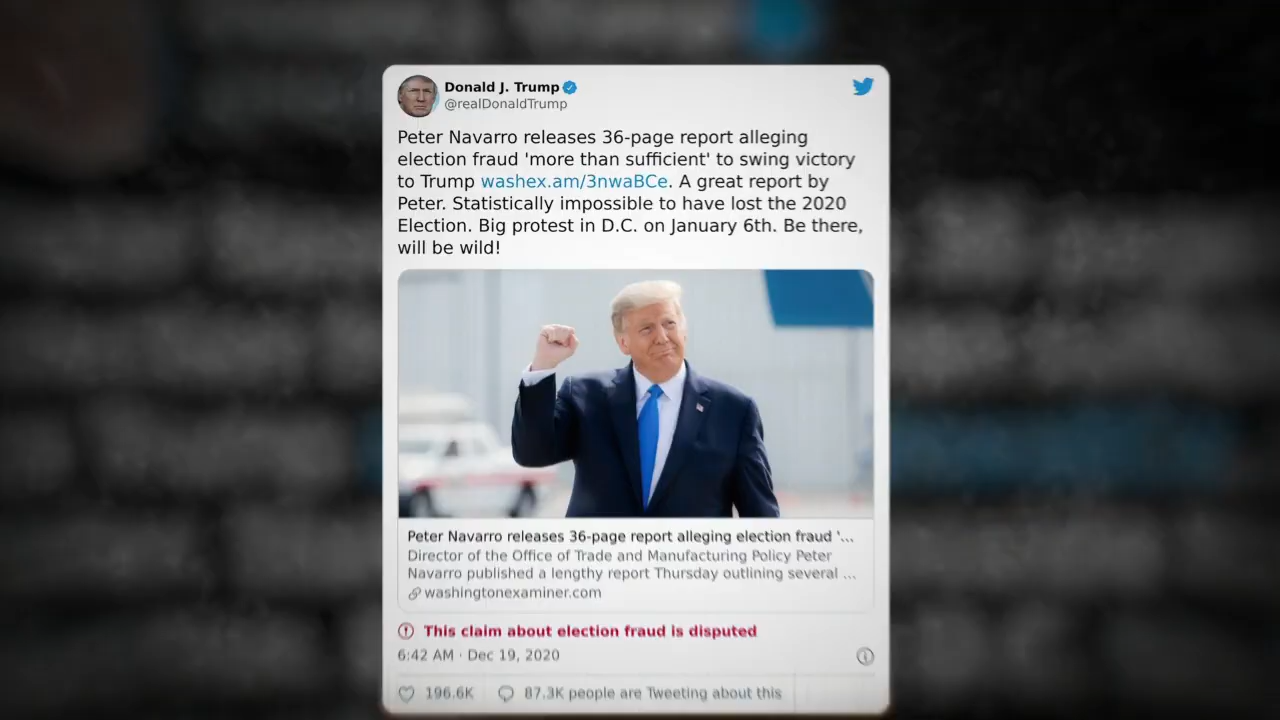 Donald J. Trump
@realDonaldTrump
Peter Navarro releases 36-page report alleging
election fraud 'more than sufficient' to swing victory
to Trump washex.am/3nwaBCe. A great report by
Peter. Statistically impossible to have lost the 2020
Election. Big protest in D.C. on January 6th. Be there,
will be wild!
Peter Navarro releases 36-page report alleging election fraud '...
Director of the Office of Trade and Manufacturing Policy Peter
Navarro published a lengthy report Thursday outlining several ...
washingtonexaminer.com
This claim about election fraud is disputed
6:42 AM · Dec 19, 2020
196.6K 87.3K people are Tweeting about this